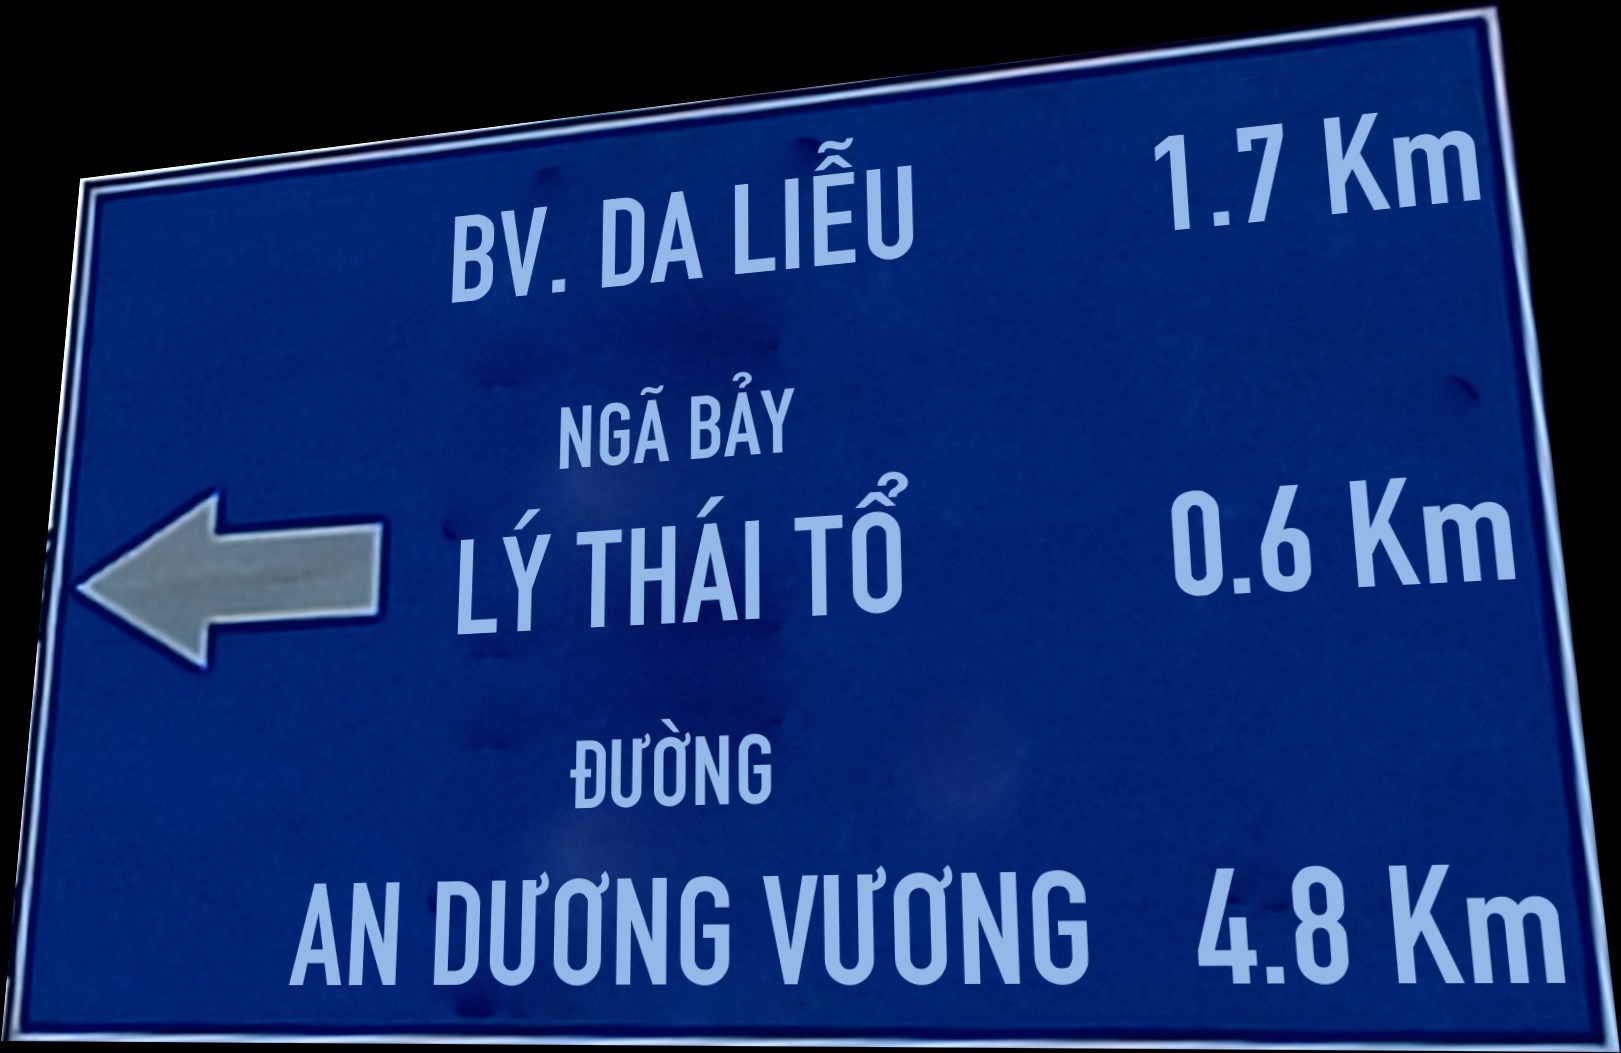 BV. DA LIỄU 1.7 Km
NGÃ BẢY
LÝ THÁI TỔ 0.6 Km
ĐƯỜNG
AN DƯƠNG VƯƠNG 4.8 Km